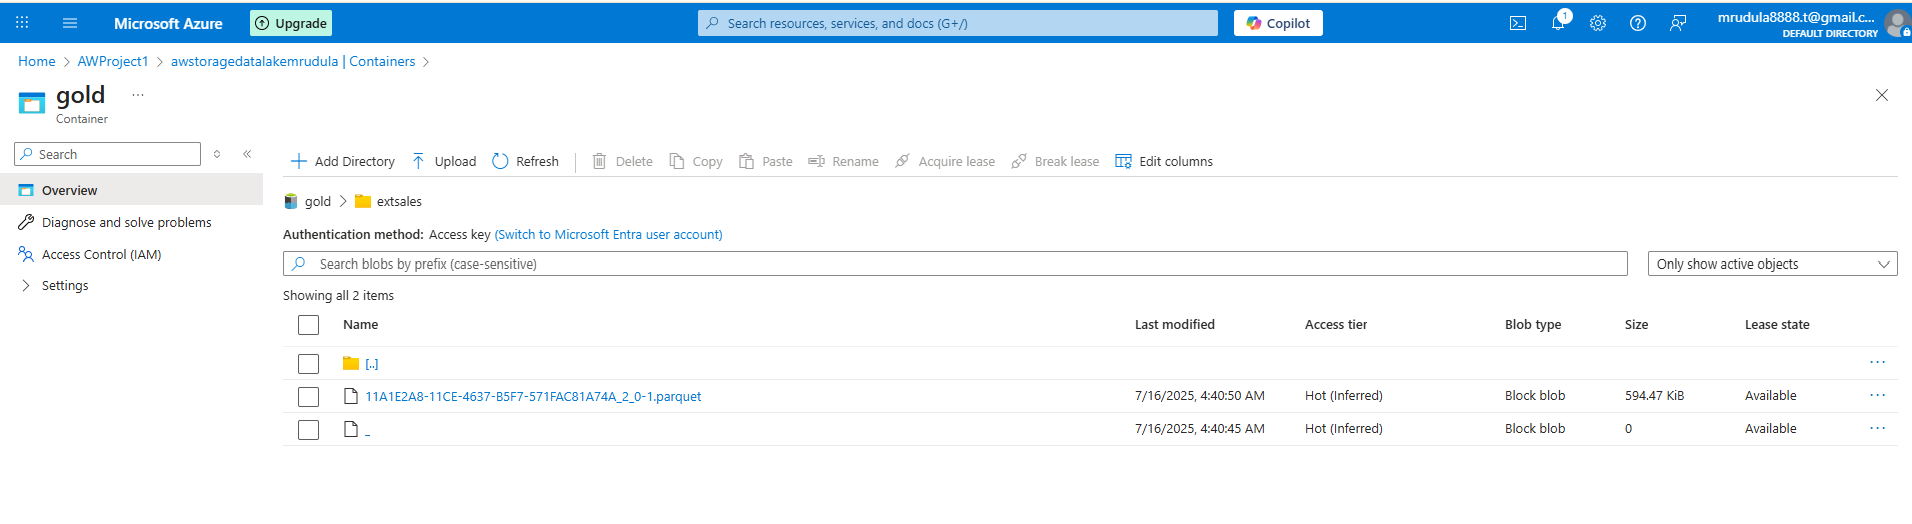 Microsoft Azure
Upgrade
Search resources, services, and docs (G+/)
Copilot
1
mrudula8888.t@gmail.c...
DEFAULT DIRECTORY
Home > AWProject1 > awstoragedatalakemrudula | Containers >
gold ...
Container
Search
Overview
Diagnose and solve problems
Access Control (IAM)
Settings
Add Directory Upload Refresh Delete Copy Paste Rename Acquire lease Break lease Edit columns
gold > extsales
Authentication method: Access key (Switch to Microsoft Entra user account)
Search blobs by prefix (case-sensitive)
Only show active objects
Showing all 2 items
Name Last modified Access tier Blob type Size Lease state
[..] ...
11A1E2A8-11CE-4637-B5F7-571FAC81A74A_2_0-1.parquet 7/16/2025, 4:40:50 AM Hot (Inferred) Block blob 594.47 KiB Available ...
_ 7/16/2025, 4:40:45 AM Hot (Inferred) Block blob 0 Available ...